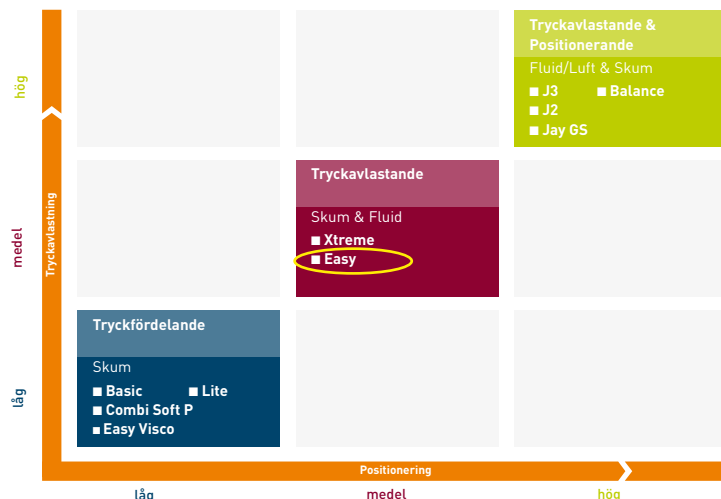 Tryckavlastande &
Positionerande
Fluid/Luft & Skum
■ J3 ■ Balance
■ J2
■ Jay GS
hög
Tryckavlastande
Skum & Fluid
■ Xtreme
■ Easy
medel
Tryckavlastning
Tryckfördelande
Skum
■ Basic ■ Lite
■ Combi Soft P
■ Easy Visco
låg
Positionering
låg medel hög